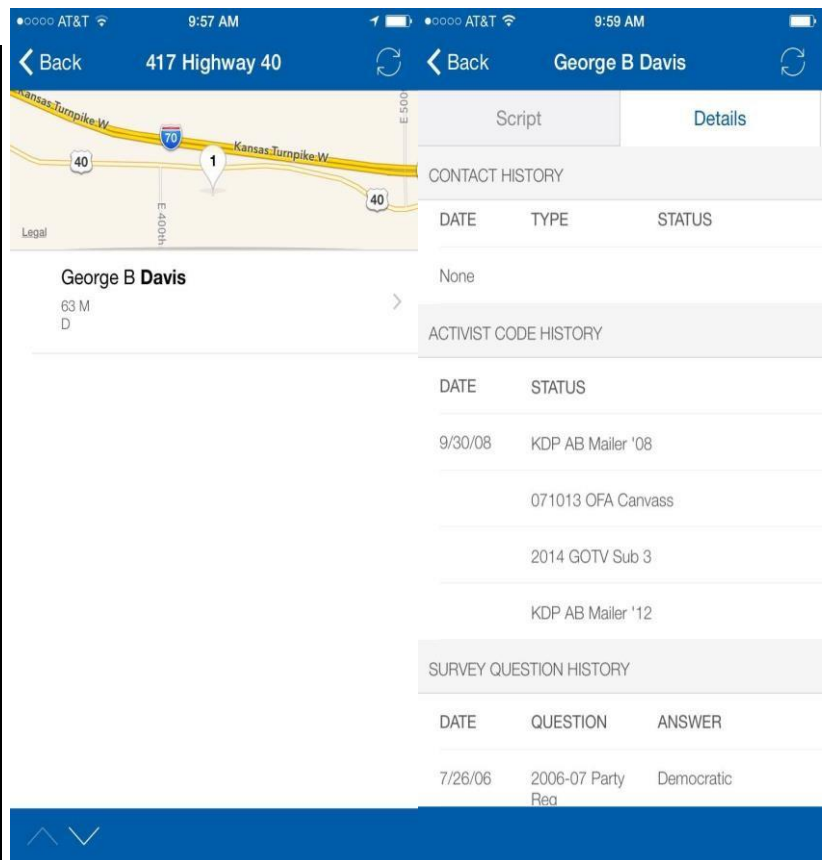 AT&T 9:57 AM
Back 417 Highway 40
Kansas Turnpike W
70
Kansas Turnpike W
E 500th
40
1
40
E 400th
Legal
George B Davis
63 M
D
AT&T 9:59 AM
Back George B Davis
Script Details
CONTACT HISTORY
DATE TYPE STATUS
None
ACTIVIST CODE HISTORY
DATE STATUS
9/30/08 KDP AB Mailer '08
071013 OFA Canvass
2014 GOTV Sub 3
KDP AB Mailer '12
SURVEY QUESTION HISTORY
DATE QUESTION ANSWER
7/26/06 2006-07 Party Democratic
Reg